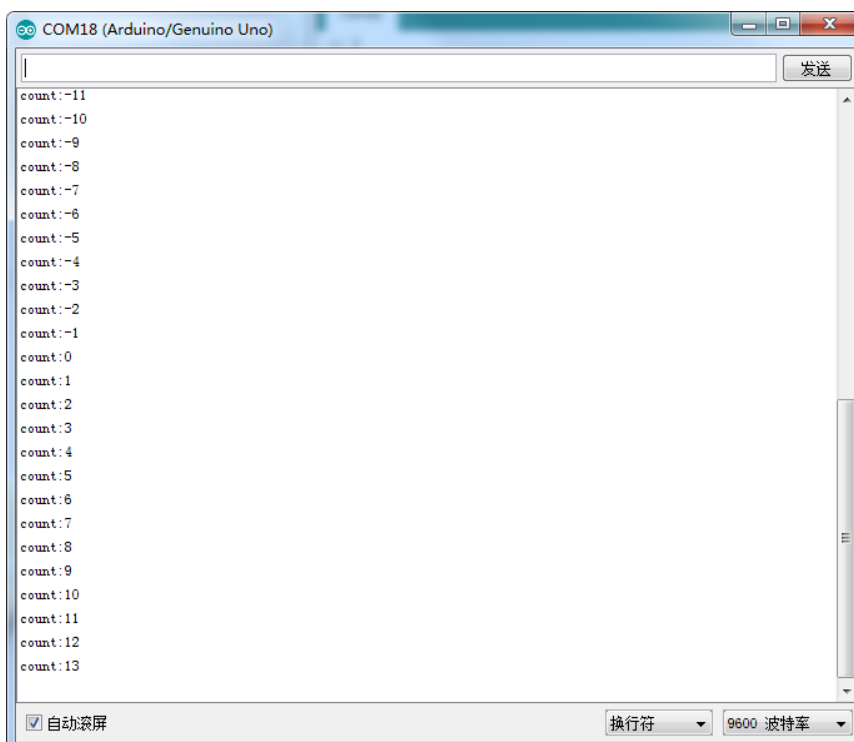 COM18 (Arduino/Genuino Uno)
发送
count:-11
count:-10
count:-9
count:-8
count:-7
count:-6
count:-5
count:-4
count:-3
count:-2
count:-1
count:0
count:1
count:2
count:3
count:4
count:5
count:6
count:7
count:8
count:9
count:10
count:11
count:12
count:13
自动滚屏
换行符
9600 波特率